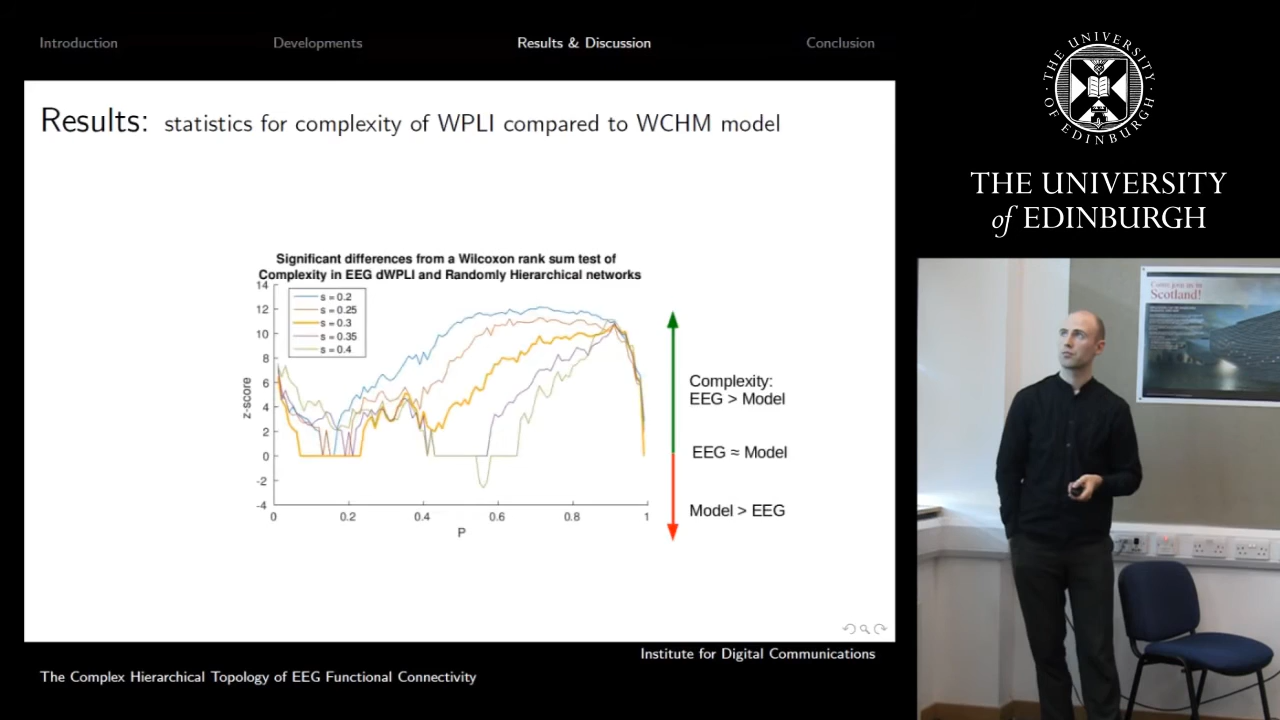 Introduction
Developments
Results & Discussion
Conclusion
Results: statistics for complexity of WPLI compared to WCHM model
Significant differences from a Wilcoxon rank sum test of
Complexity in EEG dWPLI and Randomly Hierarchical networks
14
12
10
8
6
4
2
0
-2
-4
z-score
s = 0.2
s = 0.25
s = 0.3
s = 0.35
s = 0.4
0
0.2
0.4
0.6
0.8
1
P
Complexity:
EEG > Model
EEG ≈ Model
Model > EEG
Institute for Digital Communications
The Complex Hierarchical Topology of EEG Functional Connectivity
THE UNIVERSITY OF EDINBURGH
THE UNIVERSITY
of EDINBURGH
Come join us in
Scotland!